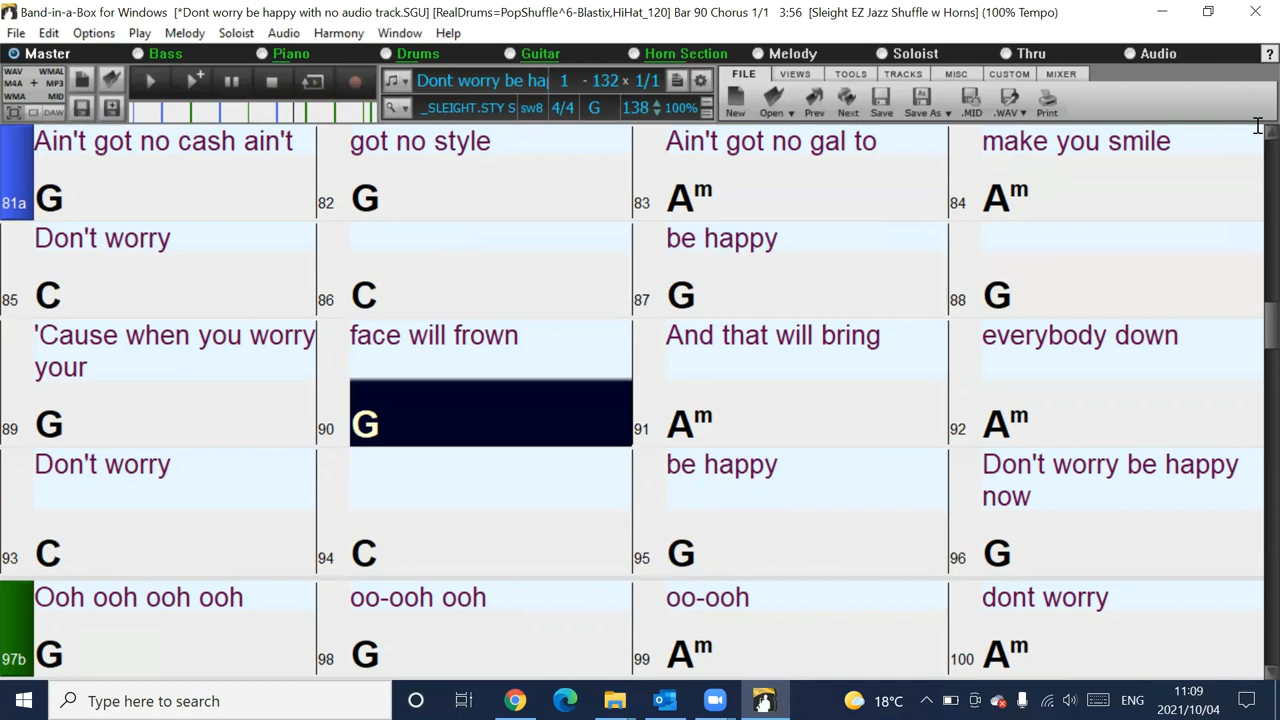 Band-in-a-Box for Windows [*Dont worry be happy with no audio track.SGU] [RealDrums=PopShuffle^6-Blastix,HiHat_120] Bar 90 Chorus 1/1 3:56 [Sleight EZ Jazz Shuffle w Horns] (100% Tempo)
File Edit Options Play Melody Soloist Audio Harmony Window Help
Master Bass Piano Drums Guitar Horn Section Melody Soloist Thru Audio ?
WAV WMAL
M4A + MP3
WMA MID
DAW
Dont worry be hap 1 - 132 x 1/1
_SLEIGHT.STY S sw8 4/4 G 138 100%
FILE VIEWS TOOLS TRACKS MISC CUSTOM MIXER
New Open Prev Next Save Save As .MID .WAV Print
Ain't got no cash ain't got no style Ain't got no gal to make you smile
81a G 82 G 83 Am 84 Am
Don't worry be happy
85 C 86 C 87 G 88 G
'Cause when you worry your face will frown And that will bring everybody down
89 G 90 G 91 Am 92 Am
Don't worry be happy Don't worry be happy now
93 C 94 C 95 G 96 G
Ooh ooh ooh ooh oo-ooh ooh oo-ooh dont worry
97b G 98 G 99 Am 100 Am
Type here to search 18°C ENG 11:09
2021/10/04